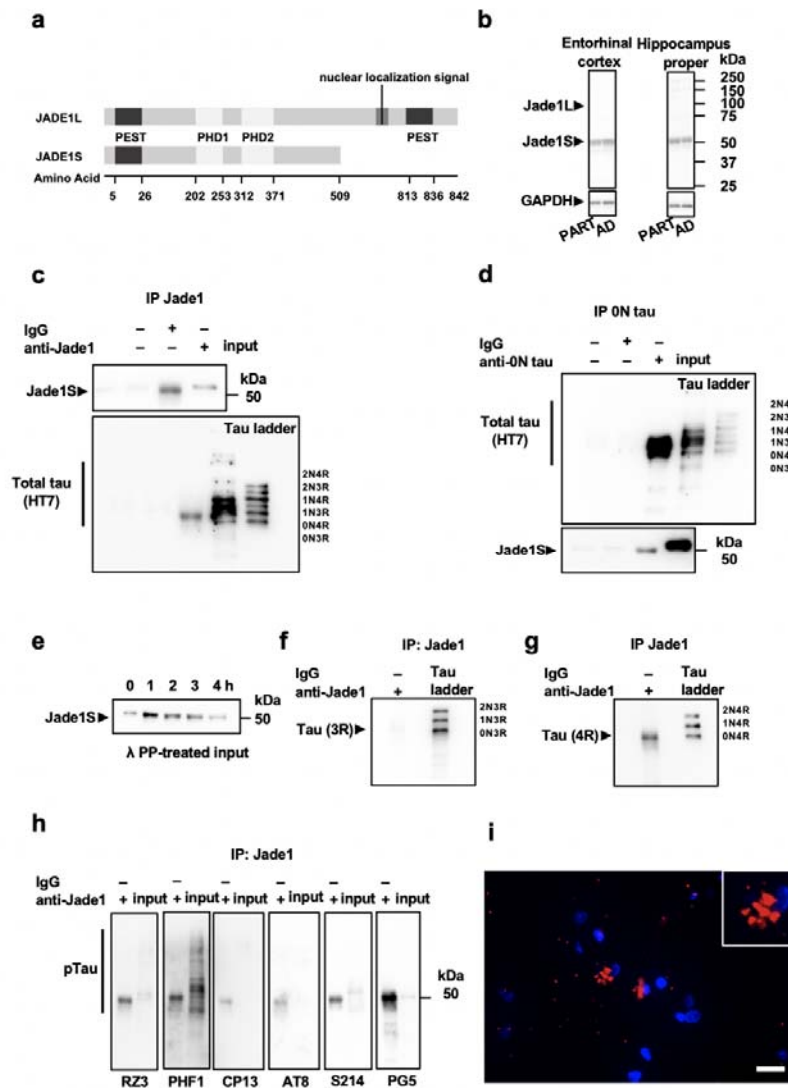 a
nuclear localization signal
JADE1L
PEST PHD1 PHD2 PEST
JADE1S
Amino Acid
5 26 202 253 312 371 509 813 836 842
b
Entorhinal Hippocampus
cortex proper kDa
250
150
Jade1L 100
75
Jade1S 50
37
25
GAPDH
PART AD PART AD
c
IP Jade1
IgG – + –
anti-Jade1 – – + input
kDa
Jade1S 50
Tau ladder
Total tau
(HT7)
2N4R
2N3R
1N4R
1N3R
0N4R
0N3R
d
IP 0N tau
IgG – + –
anti-0N tau – – + input
Tau ladder
Total tau
(HT7)
2N4
2N3
1N4
1N3
0N4
0N3
kDa
Jade1S 50
e
0 1 2 3 4 h
kDa
Jade1S 50
λ PP-treated input
f
IP: Jade1
IgG – Tau
anti-Jade1 + ladder
2N3R
1N3R
Tau (3R) 0N3R
g
IP Jade1
IgG – Tau
anti-Jade1 + ladder
2N4R
1N4R
Tau (4R) 0N4R
h
IP: Jade1
IgG – – – – – –
anti-Jade1 + input + input + input + input + input + input
pTau
kDa
50
RZ3 PHF1 CP13 AT8 S214 PG5
i